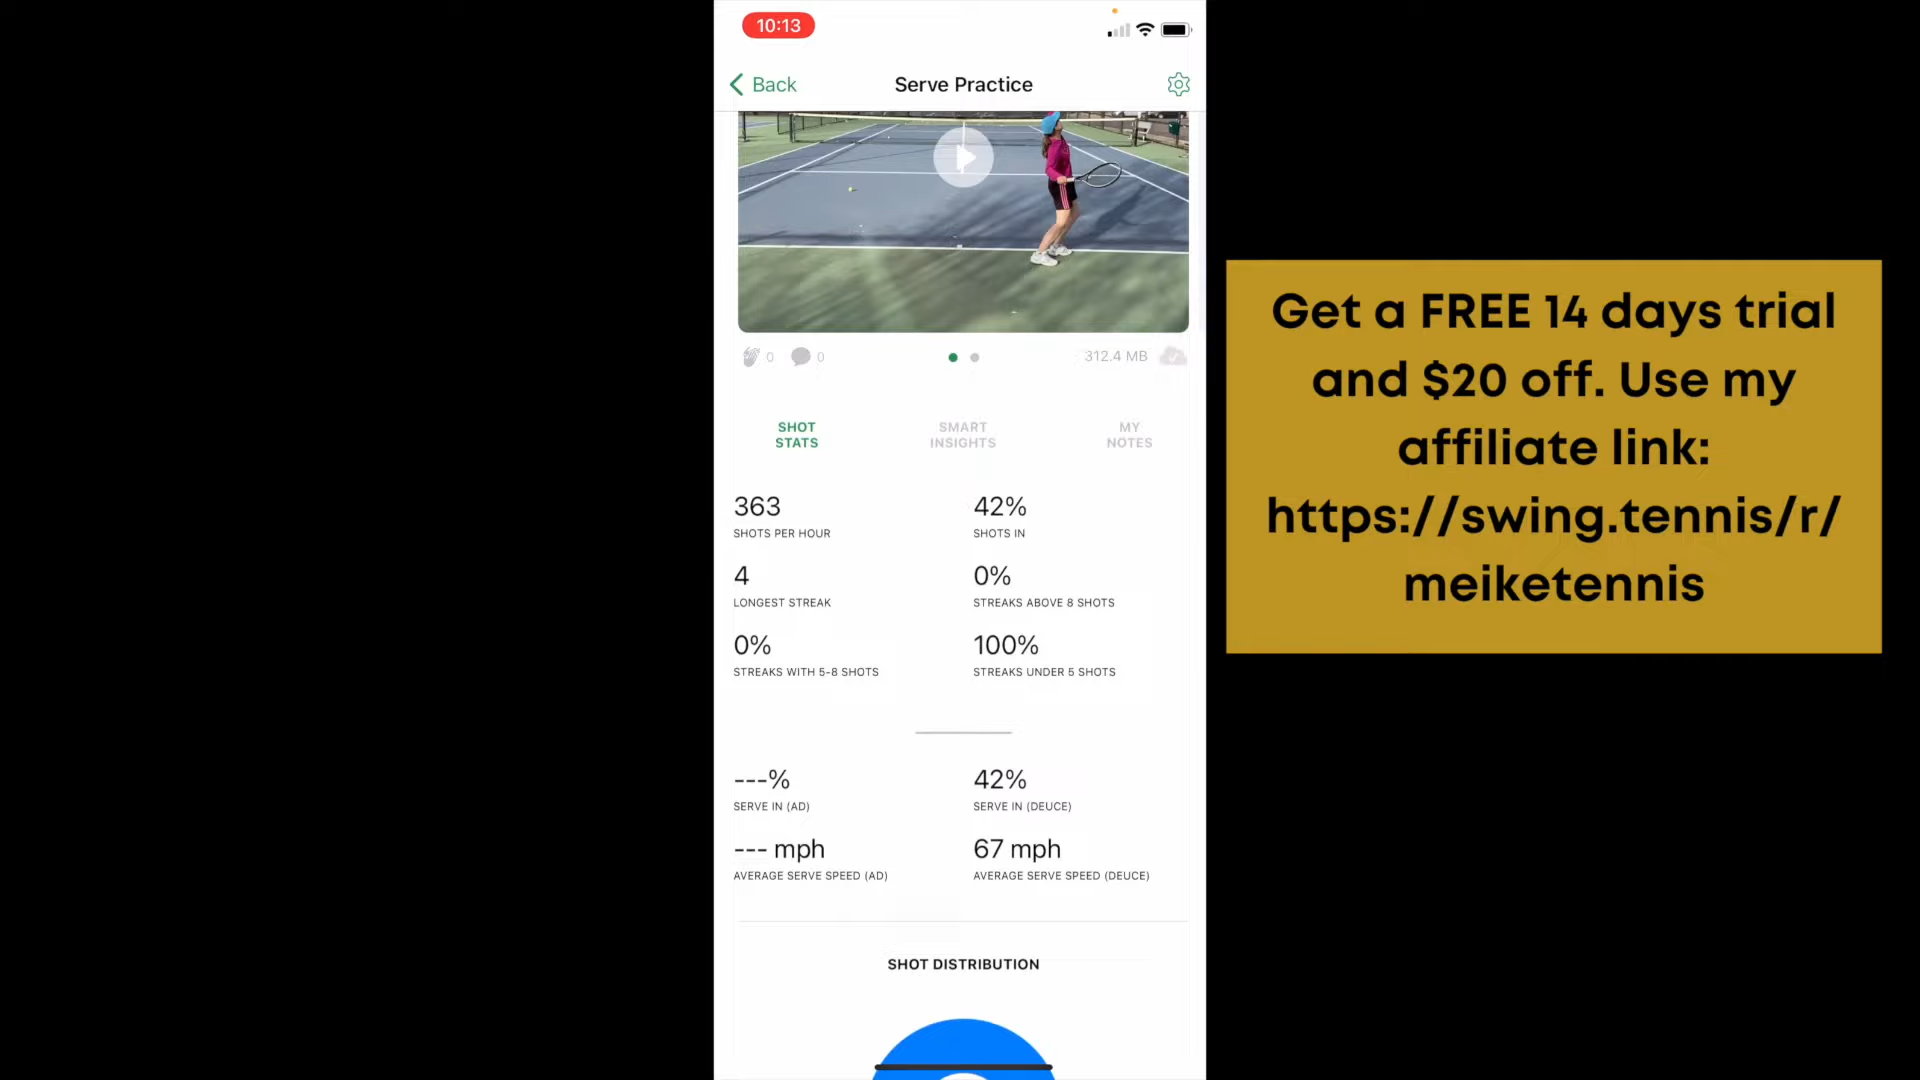 10:13
Back
Serve Practice
0
0
312.4 MB
SHOT
STATS
SMART
INSIGHTS
MY
NOTES
363
SHOTS PER HOUR
42%
SHOTS IN
4
LONGEST STREAK
0%
STREAKS ABOVE 8 SHOTS
0%
STREAKS WITH 5-8 SHOTS
100%
STREAKS UNDER 5 SHOTS
---%
SERVE IN (AD)
42%
SERVE IN (DEUCE)
--- mph
AVERAGE SERVE SPEED (AD)
67 mph
AVERAGE SERVE SPEED (DEUCE)
SHOT DISTRIBUTION
Get a FREE 14 days trial
and $20 off. Use my
affiliate link:
https://swing.tennis/r/
meiketennis